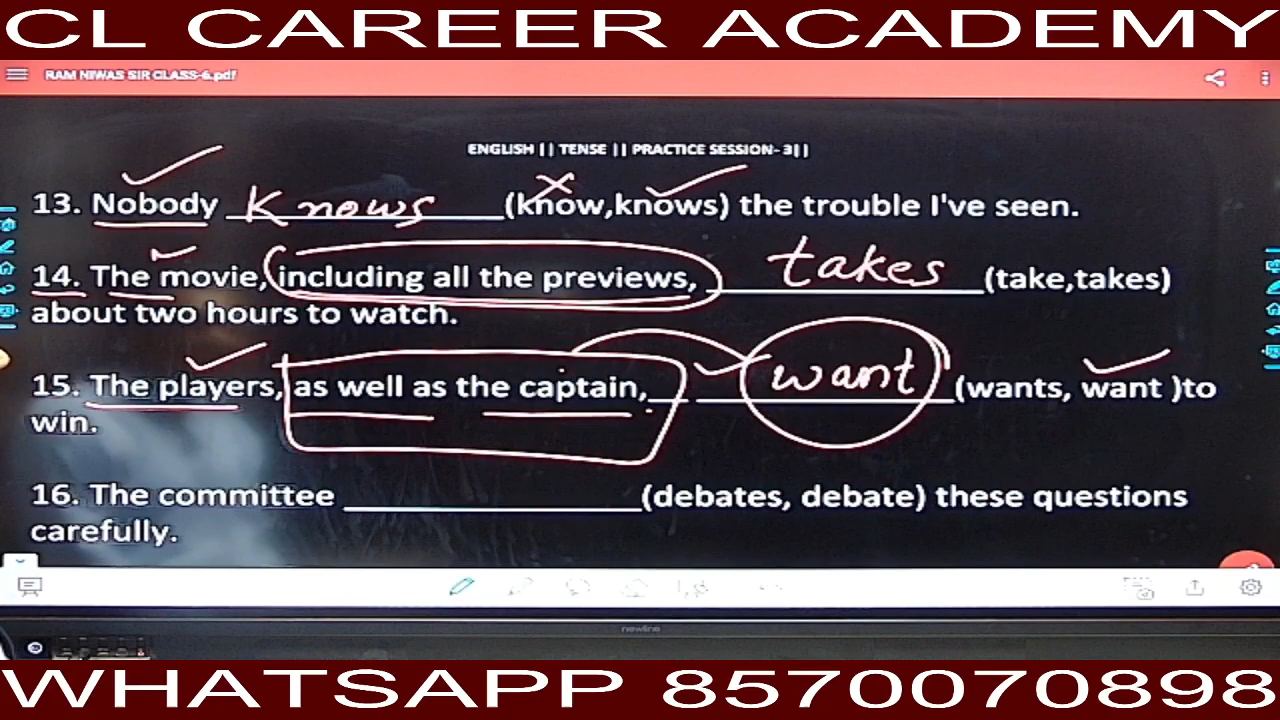 CL CAREER ACADEMY
RAM NIWAS SIR CLASS-6.pdf
ENGLISH || TENSE || PRACTICE SESSION- 3||
13. Nobody Knows (know,knows) the trouble I've seen.
14. The movie, including all the previews, takes (take,takes)
about two hours to watch.
15. The players, as well as the captain, want (wants, want )to
win.
16. The committee (debates, debate) these questions
carefully.
newline
WHATSAPP 8570070898